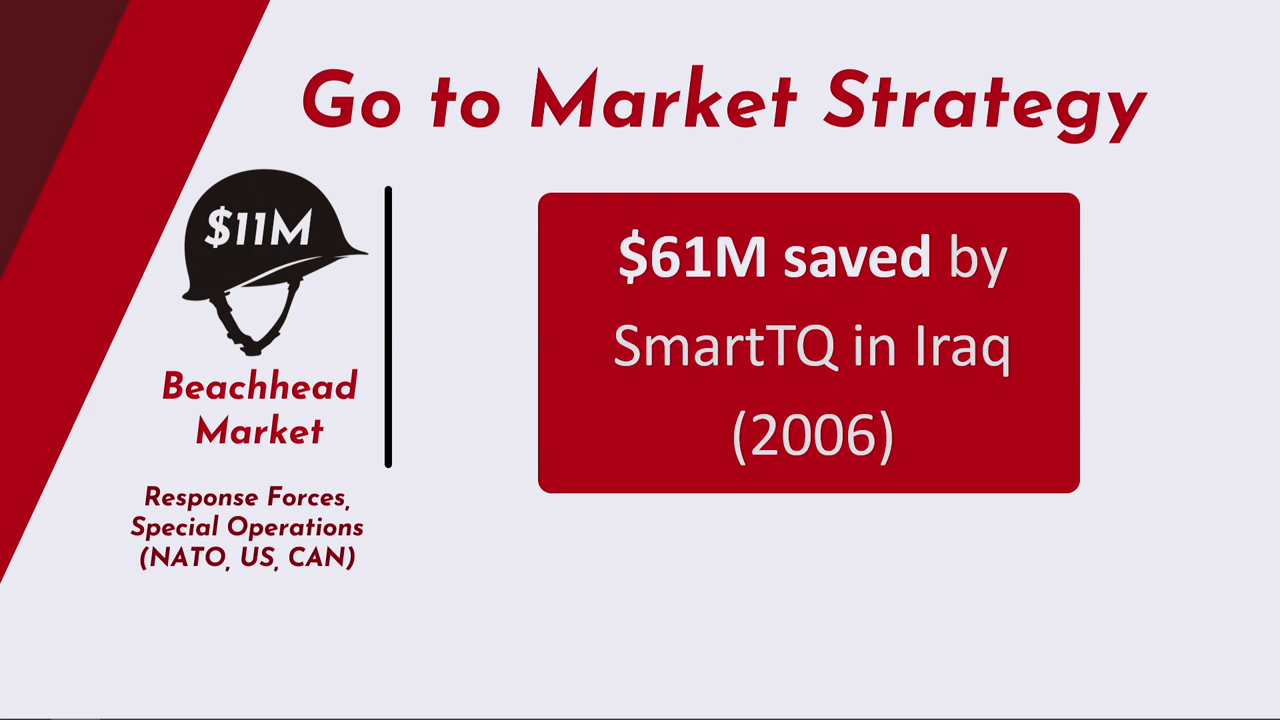 Go to Market Strategy
$11M
Beachhead
Market
Response Forces,
Special Operations
(NATO, US, CAN)
$61M saved by
SmartTQ in Iraq
(2006)